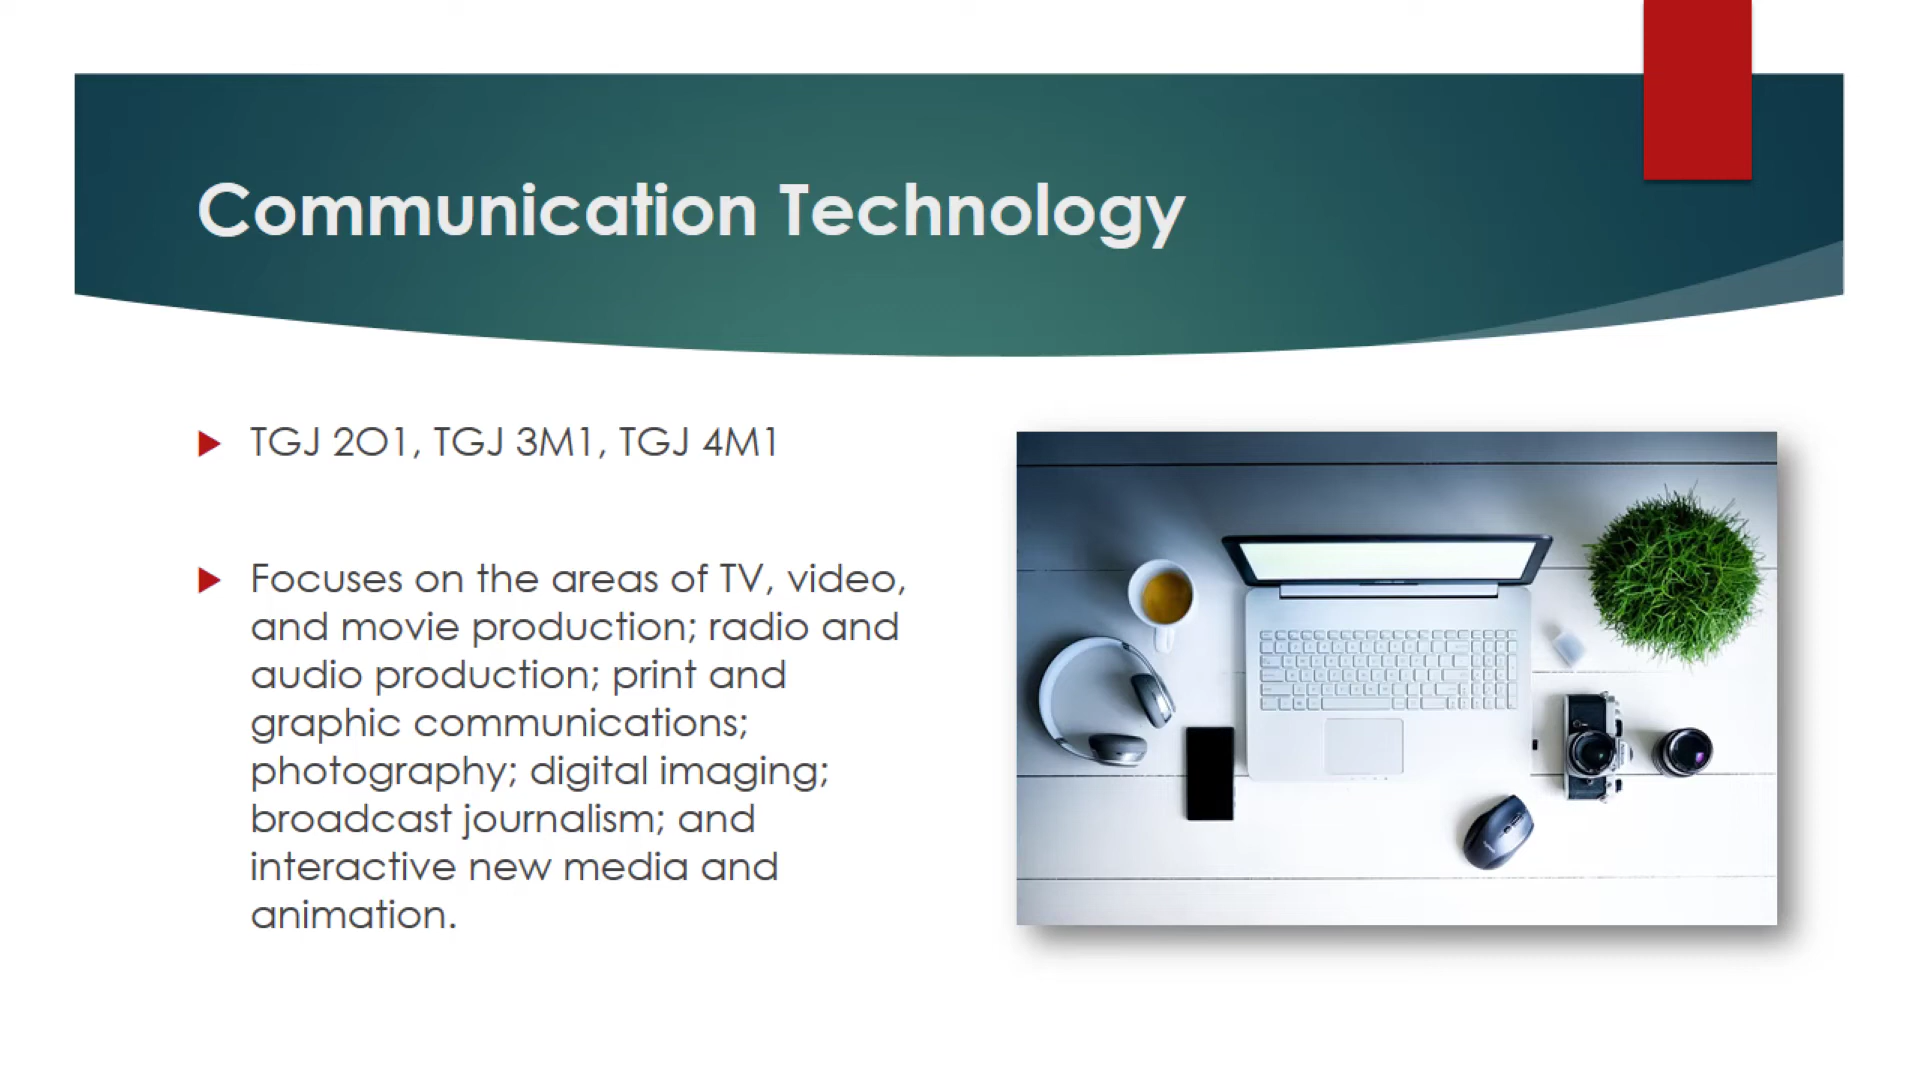 Communication Technology
TGJ 2O1, TGJ 3M1, TGJ 4M1
Focuses on the areas of TV, video,
and movie production; radio and
audio production; print and
graphic communications;
photography; digital imaging;
broadcast journalism; and
interactive new media and
animation.